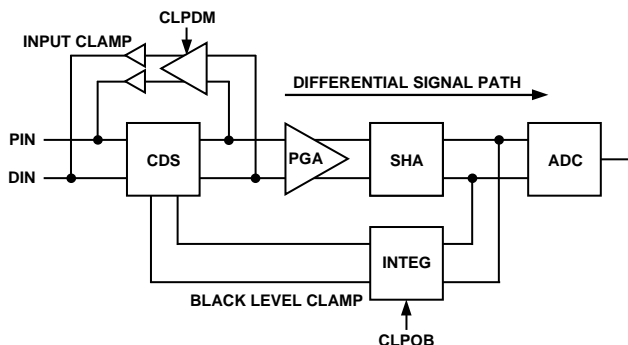 CLPDM
INPUT CLAMP
DIFFERENTIAL SIGNAL PATH
PIN
DIN
CDS
PGA
SHA
ADC
INTEG
BLACK LEVEL CLAMP
CLPOB